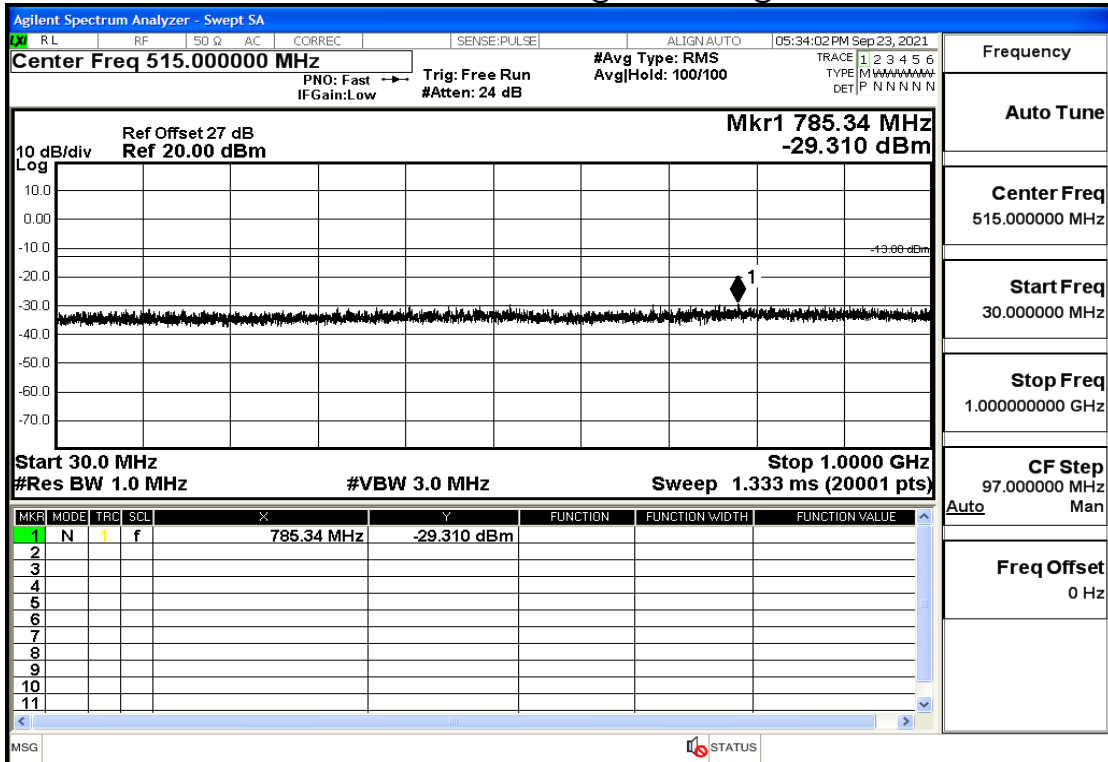 Agilent Spectrum Analyzer - Swept SA
LXI RL RF 50 Ω AC CORREC SENSE:PULSE ALIGN AUTO 05:34:02 PM Sep 23, 2021
Center Freq 515.000000 MHz
PNO: Fast
IFGain:Low
Trig: Free Run
#Atten: 24 dB
#Avg Type: RMS
Avg|Hold: 100/100
TRACE 1 2 3 4 5 6
TYPE M WWWWW
DET P N N N N N
Ref Offset 27 dB
Ref 20.00 dBm
10 dB/div
Log
Mkr1 785.34 MHz
-29.310 dBm
10.0
0.00
-10.0
-13.00 dBm
-20.0
1
-30.0
-40.0
-50.0
-60.0
-70.0
Start 30.0 MHz Stop 1.0000 GHz
#Res BW 1.0 MHz #VBW 3.0 MHz Sweep 1.333 ms (20001 pts)
MKR MODE TRC SCL X Y FUNCTION FUNCTION WIDTH FUNCTION VALUE
1 N 1 f 785.34 MHz -29.310 dBm
2
3
4
5
6
7
8
9
10
11
MSG STATUS
Frequency
Auto Tune
Center Freq
515.000000 MHz
Start Freq
30.000000 MHz
Stop Freq
1.000000000 GHz
CF Step
97.000000 MHz
Auto Man
Freq Offset
0 Hz